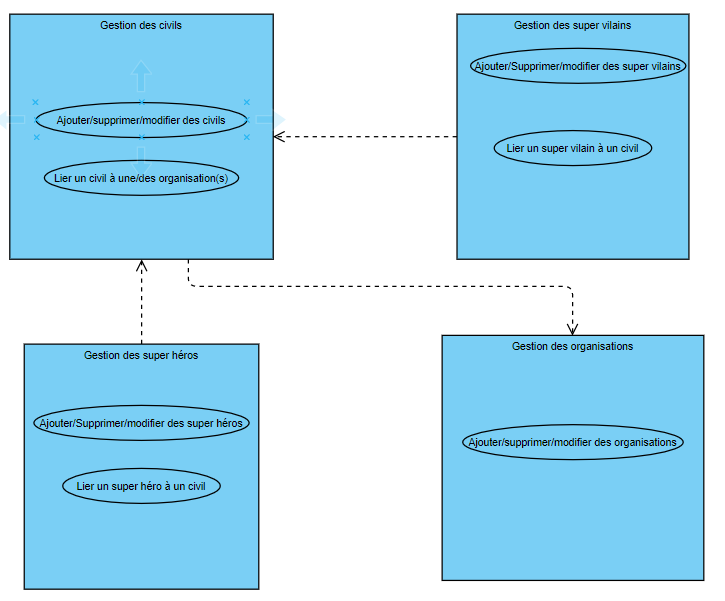 Gestion des civils
Ajouter/supprimer/modifier des civils
Lier un civil à une/des organisation(s)
Gestion des super vilains
Ajouter/Supprimer/modifier des super vilains
Lier un super vilain à un civil
Gestion des super héros
Ajouter/Supprimer/modifier des super héros
Lier un super héro à un civil
Gestion des organisations
Ajouter/supprimer/modifier des organisations